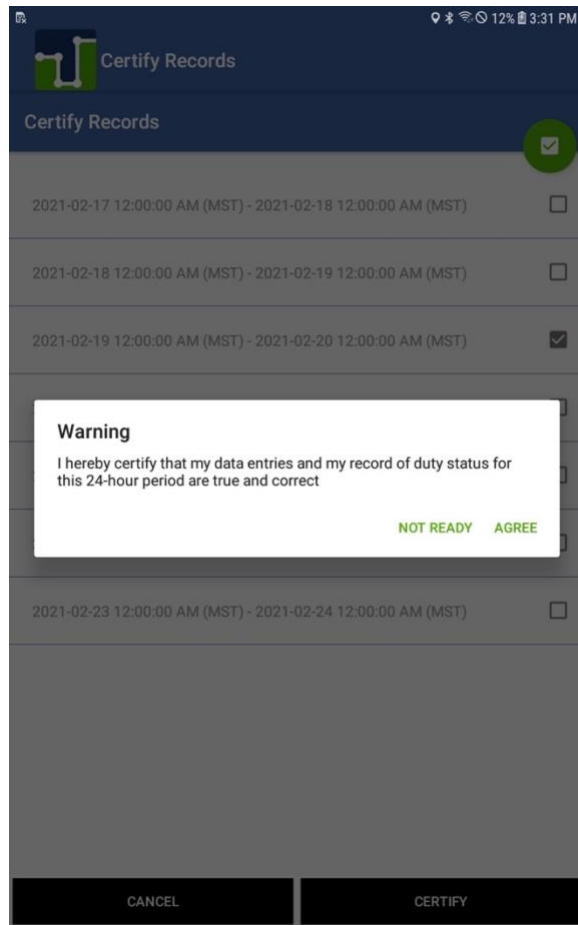 12% 3:31 PM
Certify Records
Certify Records
2021-02-17 12:00:00 AM (MST) - 2021-02-18 12:00:00 AM (MST)
2021-02-18 12:00:00 AM (MST) - 2021-02-19 12:00:00 AM (MST)
2021-02-19 12:00:00 AM (MST) - 2021-02-20 12:00:00 AM (MST)
Warning
I hereby certify that my data entries and my record of duty status for
this 24-hour period are true and correct
NOT READY AGREE
2021-02-23 12:00:00 AM (MST) - 2021-02-24 12:00:00 AM (MST)
CANCEL CERTIFY